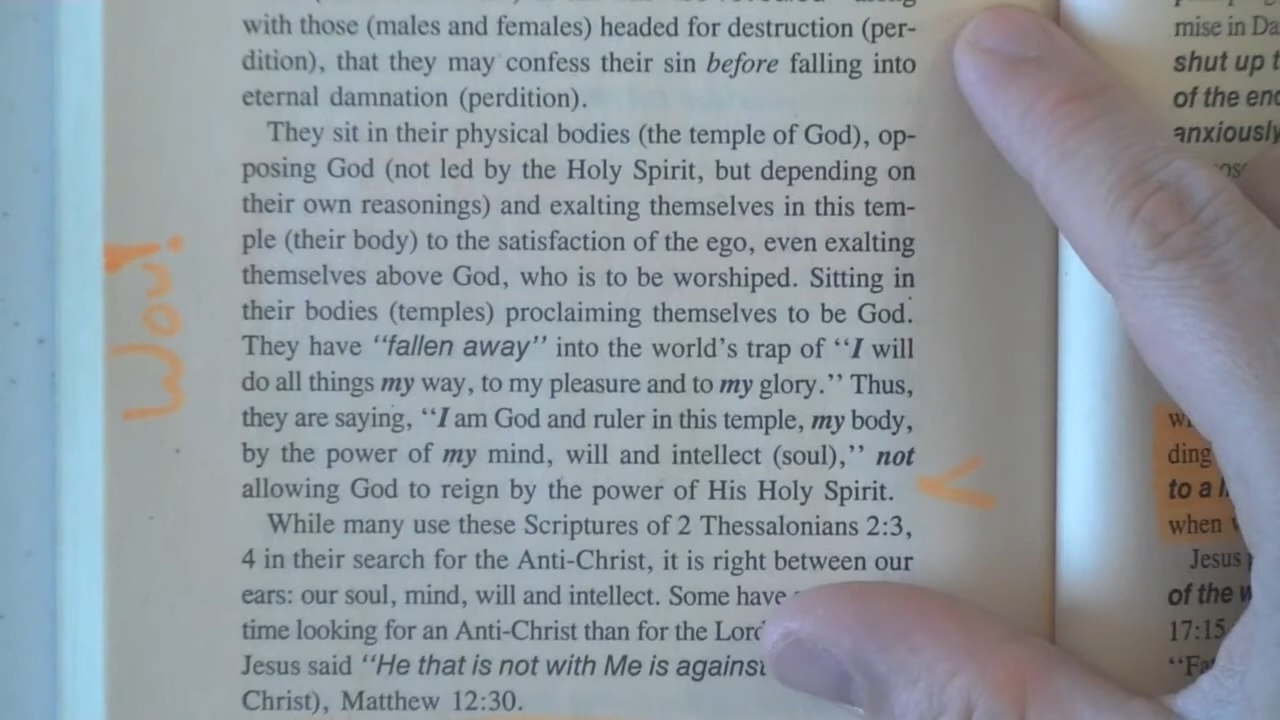 with those (males and females) headed for destruction (per-
dition), that they may confess their sin before falling into
eternal damnation (perdition).
They sit in their physical bodies (the temple of God), op-
posing God (not led by the Holy Spirit, but depending on
their own reasonings) and exalting themselves in this tem-
ple (their body) to the satisfaction of the ego, even exalting
themselves above God, who is to be worshiped. Sitting in
their bodies (temples) proclaiming themselves to be God.
They have “fallen away” into the world’s trap of “I will
do all things my way, to my pleasure and to my glory.” Thus,
they are saying, “I am God and ruler in this temple, my body,
by the power of my mind, will and intellect (soul),” not
allowing God to reign by the power of His Holy Spirit.
While many use these Scriptures of 2 Thessalonians 2:3,
4 in their search for the Anti-Christ, it is right between our
ears: our soul, mind, will and intellect. Some have
time looking for an Anti-Christ than for the Lord
Jesus said “He that is not with Me is against
Christ), Matthew 12:30.
Wow!
mise in
shut up
of the
anxiously
ding
to a
when
Jesus
of the
17:15